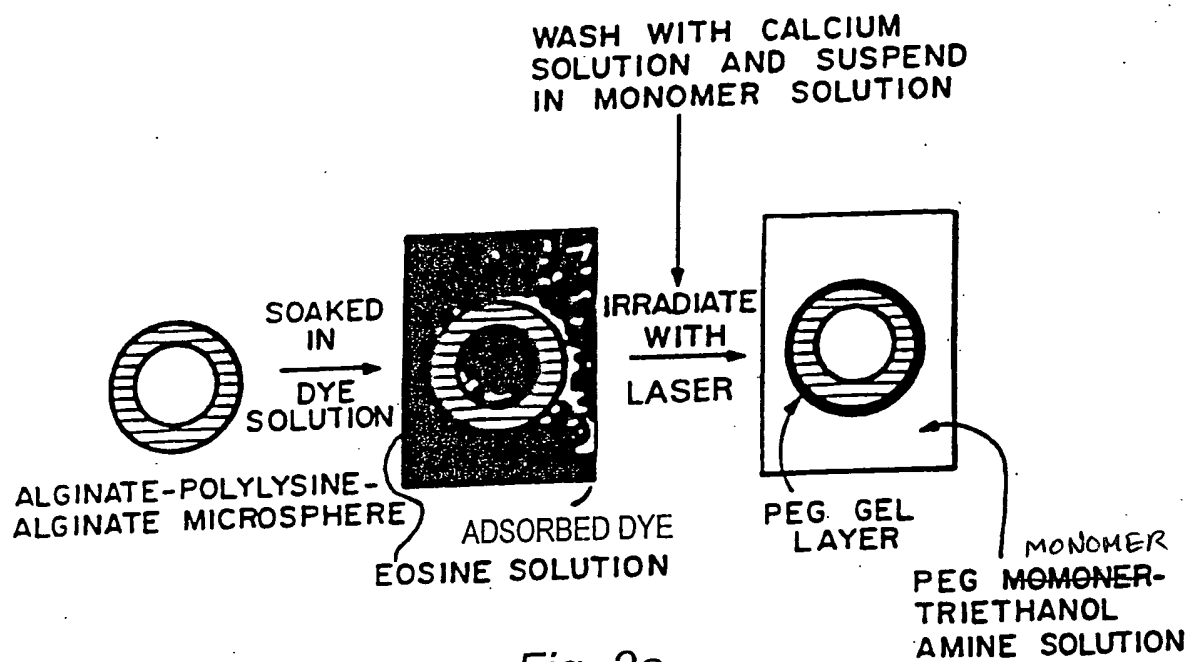 WASH WITH CALCIUM
SOLUTION AND SUSPEND
IN MONOMER SOLUTION
SOAKED
IN
DYE
SOLUTION
IRRADIATE
WITH
LASER
ALGINATE-POLYLYSINE-
ALGINATE MICROSPHERE
ADSORBED DYE
EOSINE SOLUTION
PEG GEL
LAYER
MONOMER
PEG MOMONER-
TRIETHANOL
AMINE SOLUTION